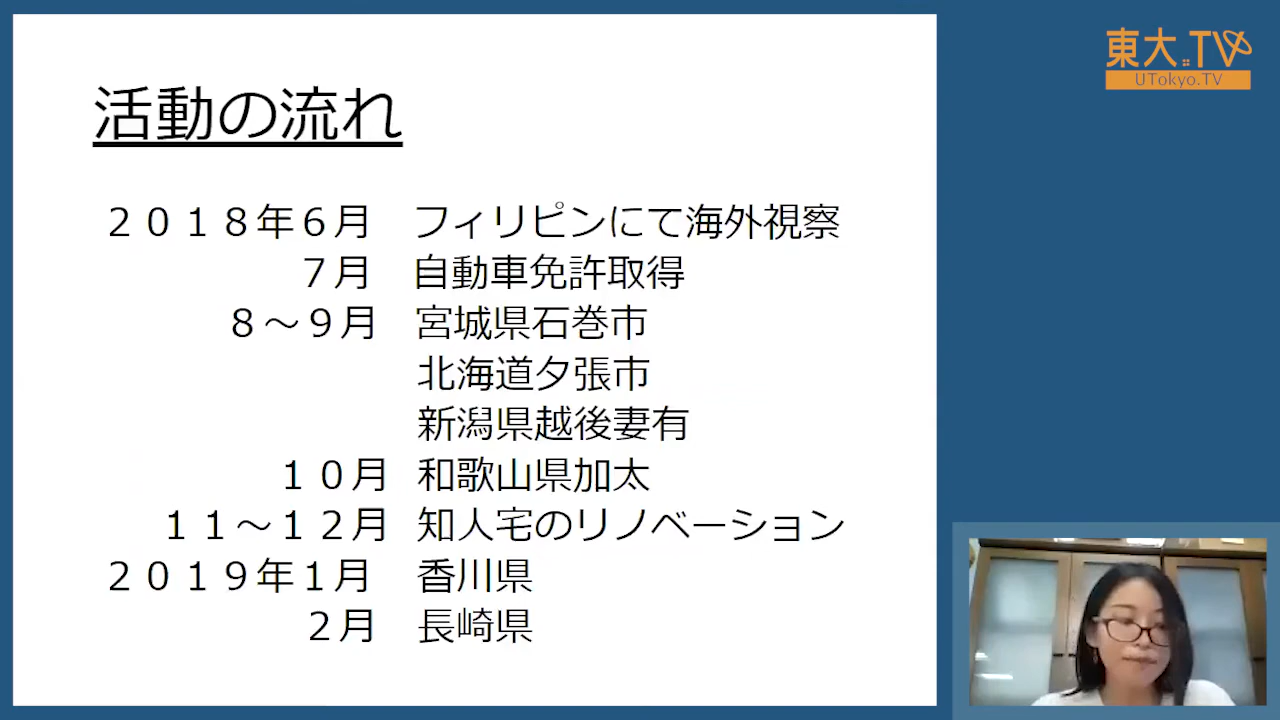 東大.TV
UTokyo.TV
活動の流れ
２０１８年６月 フィリピンにて海外視察
７月 自動車免許取得
８～９月 宮城県石巻市
北海道夕張市
新潟県越後妻有
１０月 和歌山県加太
１１～１２月 知人宅のリノベーション
２０１９年１月 香川県
２月 長崎県